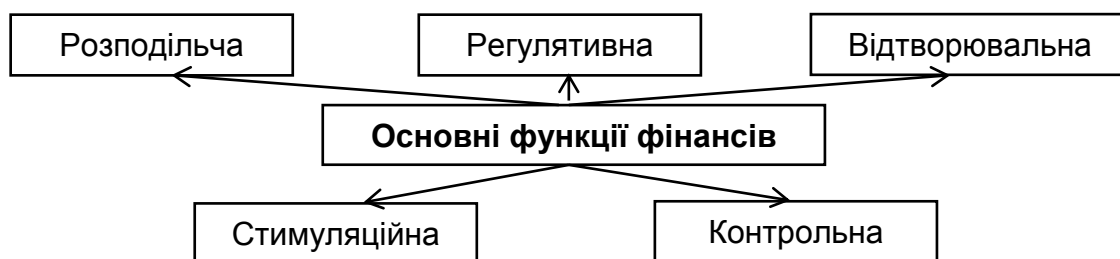 Розподільча
Регулятивна
Відтворювальна
Основні функції фінансів
Стимуляційна
Контрольна